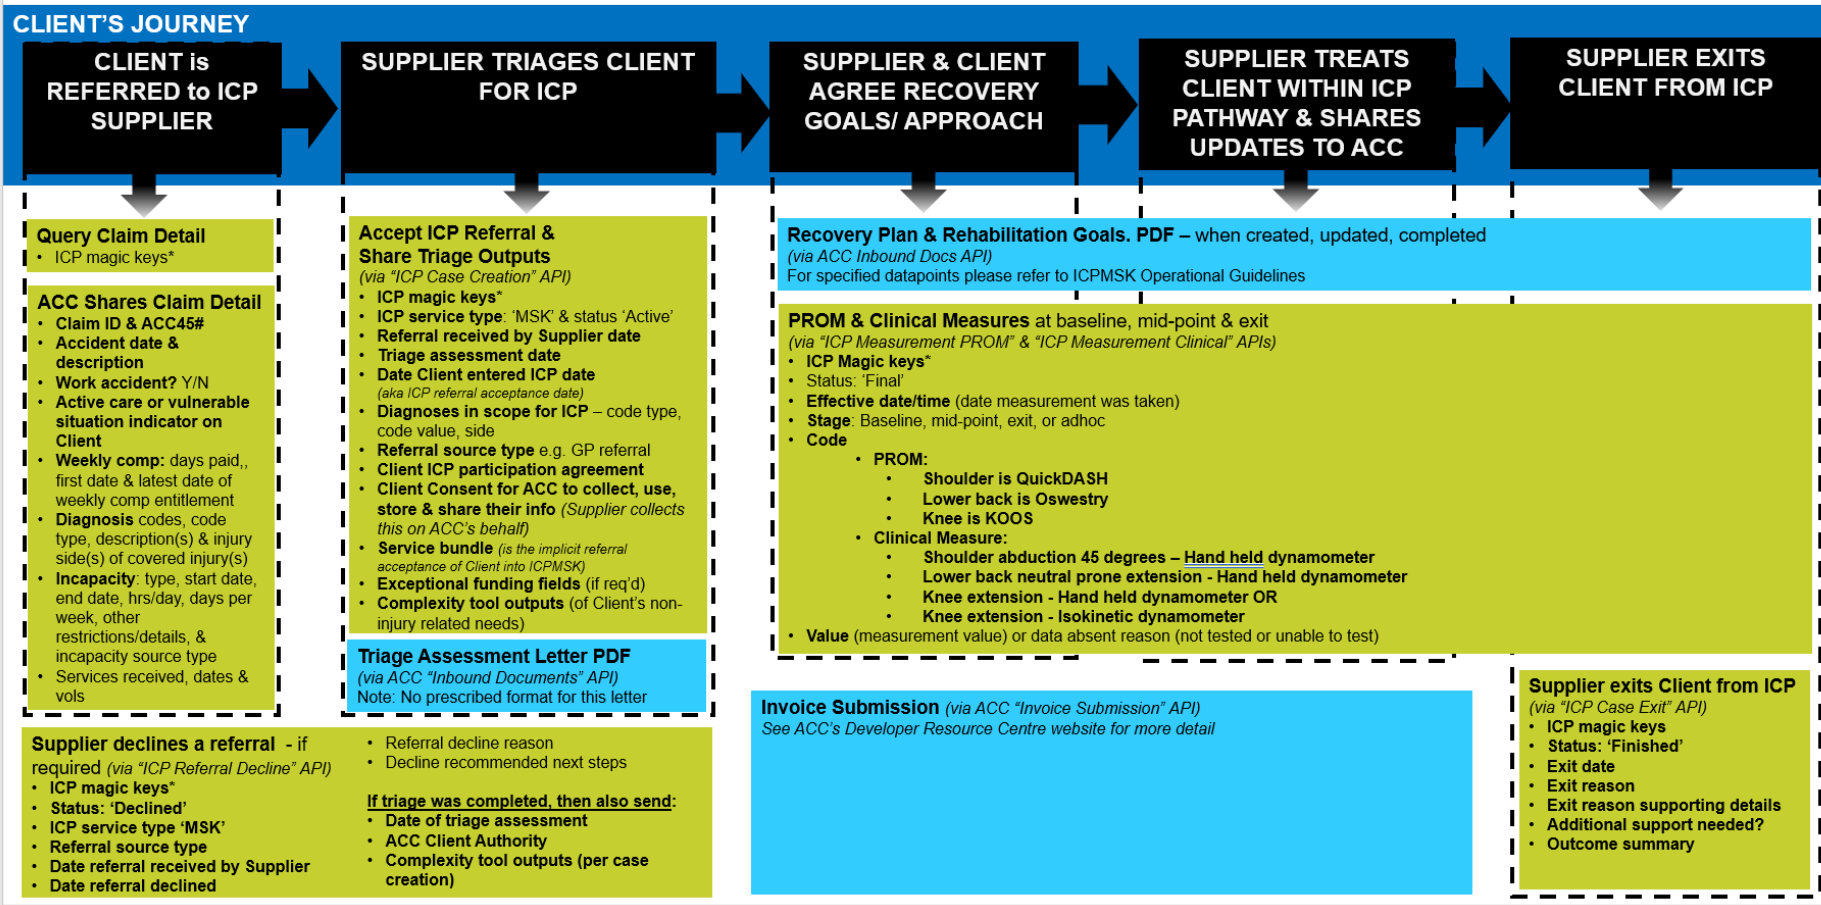 CLIENT'S JOURNEY
CLIENT is
REFERRED to ICP
SUPPLIER
SUPPLIER TRIAGES CLIENT
FOR ICP
SUPPLIER & CLIENT
AGREE RECOVERY
GOALS/ APPROACH
SUPPLIER TREATS
CLIENT WITHIN ICP
PATHWAY & SHARES
UPDATES TO ACC
SUPPLIER EXITS
CLIENT FROM ICP
Query Claim Detail
• ICP magic keys*
ACC Shares Claim Detail
• Claim ID & ACC45#
• Accident date &
description
• Work accident? Y/N
• Active care or vulnerable
situation indicator on
Client
• Weekly comp: days paid,,
first date & latest date of
weekly comp entitlement
• Diagnosis codes, code
type, description(s) & injury
side(s) of covered injury(s)
• Incapacity: type, start date,
end date, hrs/day, days per
week, other
restrictions/details, &
incapacity source type
• Services received, dates &
vols
Accept ICP Referral &
Share Triage Outputs
(via "ICP Case Creation" API)
• ICP magic keys*
• ICP service type: 'MSK' & status 'Active'
• Referral received by Supplier date
• Triage assessment date
• Date Client entered ICP date
(aka ICP referral acceptance date)
• Diagnoses in scope for ICP – code type,
code value, side
• Referral source type e.g. GP referral
• Client ICP participation agreement
• Client Consent for ACC to collect, use,
store & share their info (Supplier collects
this on ACC's behalf)
• Service bundle (is the implicit referral
acceptance of Client into ICPMSK)
• Exceptional funding fields (if req'd)
• Complexity tool outputs (of Client's non-
injury related needs)
Triage Assessment Letter PDF
(via ACC "Inbound Documents" API)
Note: No prescribed format for this letter
Supplier declines a referral - if
required (via "ICP Referral Decline" API)
• ICP magic keys*
• Status: 'Declined'
• ICP service type 'MSK'
• Referral source type
• Date referral received by Supplier
• Date referral declined
• Referral decline reason
• Decline recommended next steps
If triage was completed, then also send:
• Date of triage assessment
• ACC Client Authority
• Complexity tool outputs (per case
creation)
Recovery Plan & Rehabilitation Goals. PDF – when created, updated, completed
(via ACC Inbound Docs API)
For specified datapoints please refer to ICPMSK Operational Guidelines
PROM & Clinical Measures at baseline, mid-point & exit
(via "ICP Measurement PROM" & "ICP Measurement Clinical" APIs)
• ICP Magic keys*
• Status: 'Final'
• Effective date/time (date measurement was taken)
• Stage: Baseline, mid-point, exit, or adhoc
• Code
• PROM:
• Shoulder is QuickDASH
• Lower back is Oswestry
• Knee is KOOS
• Clinical Measure:
• Shoulder abduction 45 degrees – Hand held dynamometer
• Lower back neutral prone extension - Hand held dynamometer
• Knee extension - Hand held dynamometer OR
• Knee extension - Isokinetic dynamometer
• Value (measurement value) or data absent reason (not tested or unable to test)
Invoice Submission (via ACC "Invoice Submission" API)
See ACC's Developer Resource Centre website for more detail
Supplier exits Client from ICP
(via "ICP Case Exit" API)
• ICP magic keys
• Status: 'Finished'
• Exit date
• Exit reason
• Exit reason supporting details
• Additional support needed?
• Outcome summary